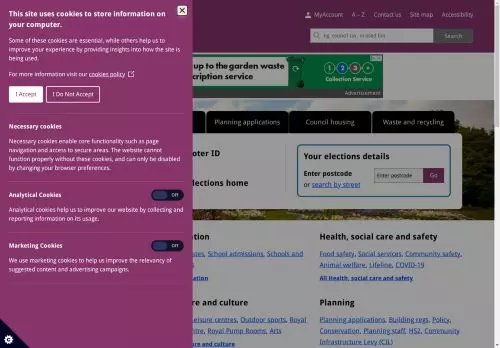 This site uses cookies to store information on
your computer.
Some of these cookies are essential, while others help us to
improve your experience by providing insights into how the site is
being used.
For more information visit our cookies policy
I Accept
I Do Not Accept
Necessary cookies
Necessary cookies enable core functionality such as page
navigation and access to secure areas. The website cannot
function properly without these cookies, and can only be
disabled by changing your browser preferences.
Analytical Cookies
OFF
Analytical cookies help us to improve our website by collecting and
reporting information on its usage.
Marketing Cookies
OFF
We use marketing cookies to help us improve the relevancy of
suggested content and advertising campaigns.
MyAccount
A – Z
Contact us
Site map
Accessibility
eg. council tax, missed bin
Search
up to the garden waste
cription service
1 2 3
Collection Service
Advertisement
Planning applications
Council housing
Waste and recycling
oter ID
lections home
Your elections details
Enter postcode
or search by street
Enter postcode
Go
tion
School admissions, Schools and
ation
Health, social care and safety
Food safety, Social services, Community safety,
Animal welfare, Lifeline, COVID-19
All Health, social care and safety
re and culture
eisure centres, Outdoor sports, Royal
tre, Royal Pump Rooms, Arts
ure and culture
Planning
Planning applications, Building regs, Policy,
Conservation, Planning staff, HS2, Community
Infrastructure Levy (CIL)